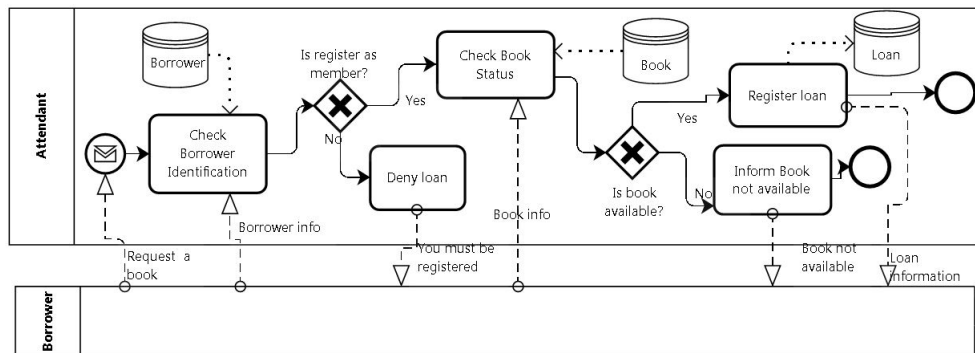 Attendant
Borrower
Is register as
member?
Yes
No
Check
Borrower
Identification
Deny loan
Check Book
Status
Book
Is book
available?
Yes
No
Register loan
Loan
Inform Book
not available
Request a
book
Borrower info
You must be
registered
Book info
Book not
available
Loan
information
Borrower